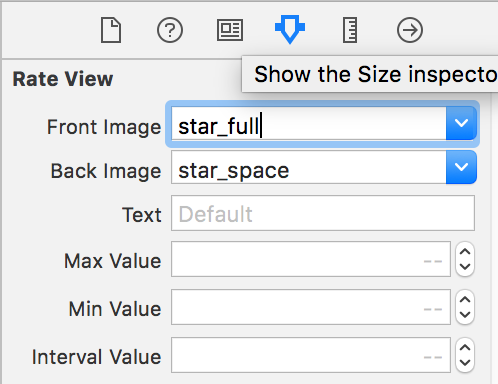 Show the Size inspecto
Rate View
Front Image star_full
Back Image star_space
Text Default
Max Value --
Min Value --
Interval Value --